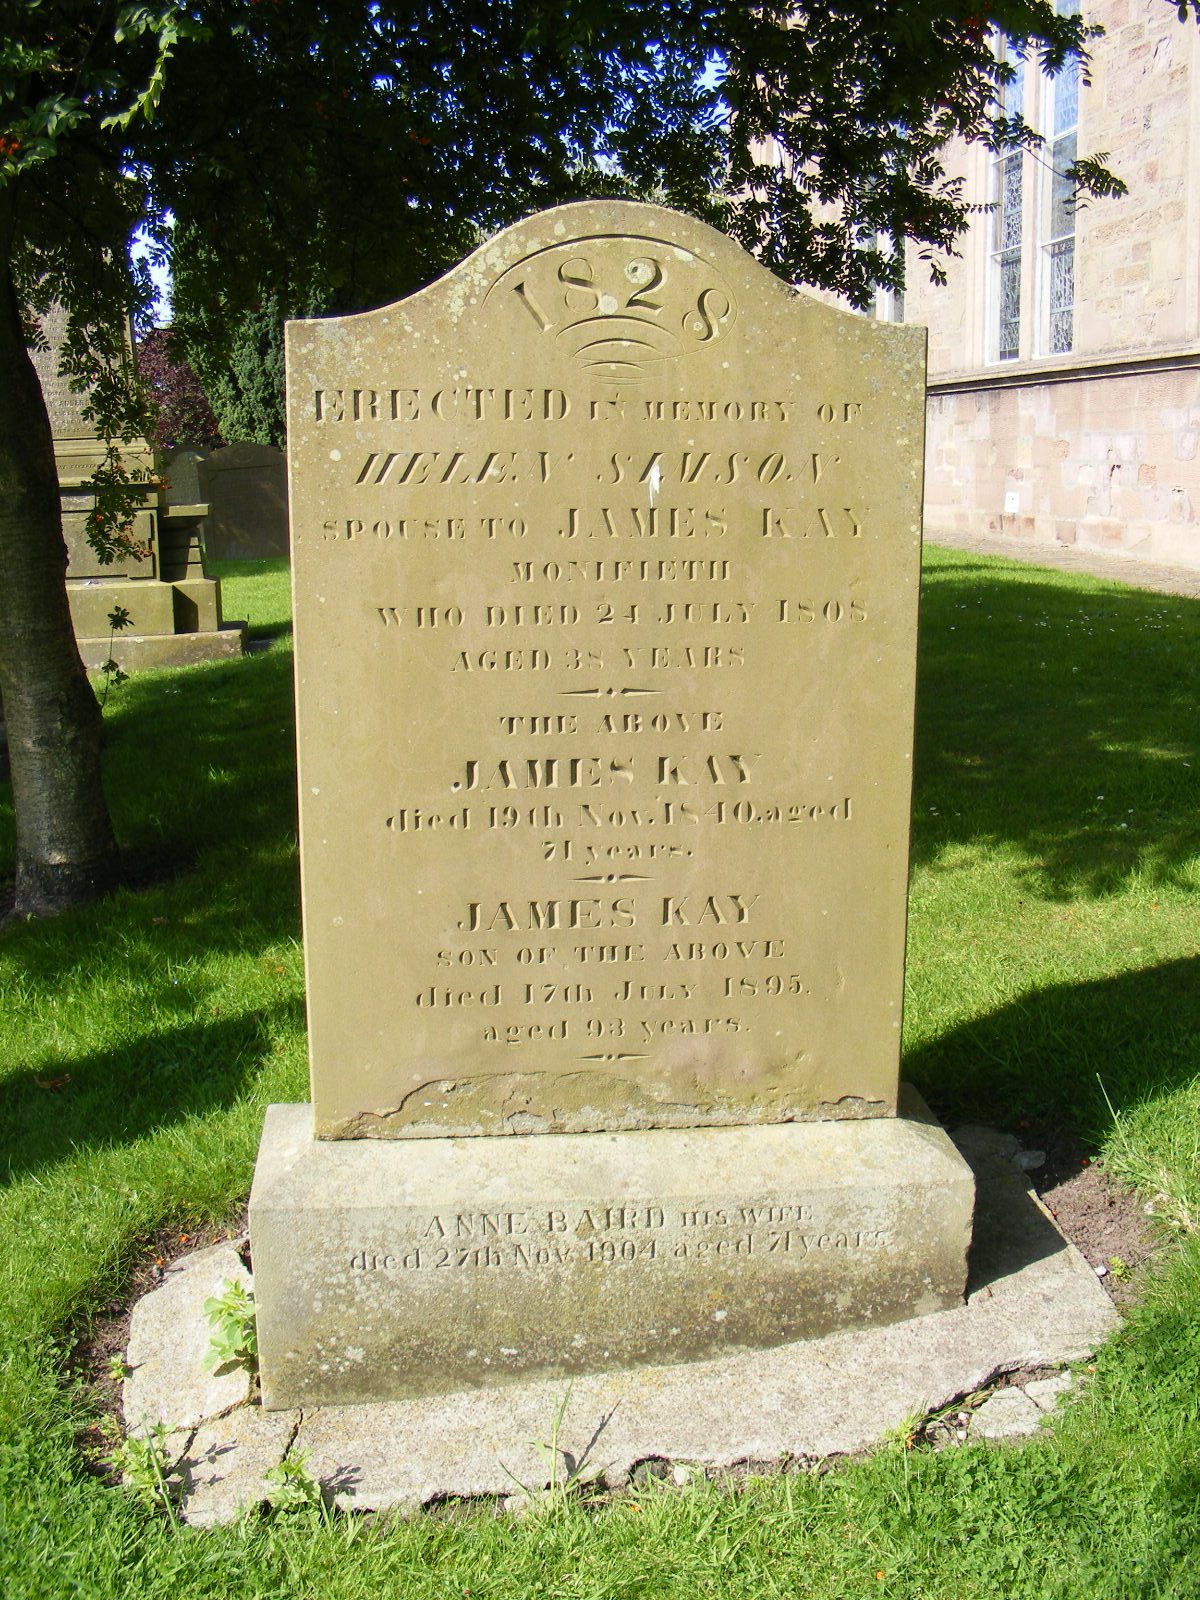 1828
ERECTED IN MEMORY OF
HELEN SAMSON
SPOUSE TO JAMES KAY
MONIFIETH
WHO DIED 24 JULY 1808
AGED 38 YEARS
THE ABOVE
JAMES KAY
died 19th Nov. 1840. aged
71 years.
JAMES KAY
SON OF THE ABOVE
died 17th July 1895.
aged 93 years.
ANNE BAIRD HIS WIFE
died 27th Nov. 1904. aged 71 years.